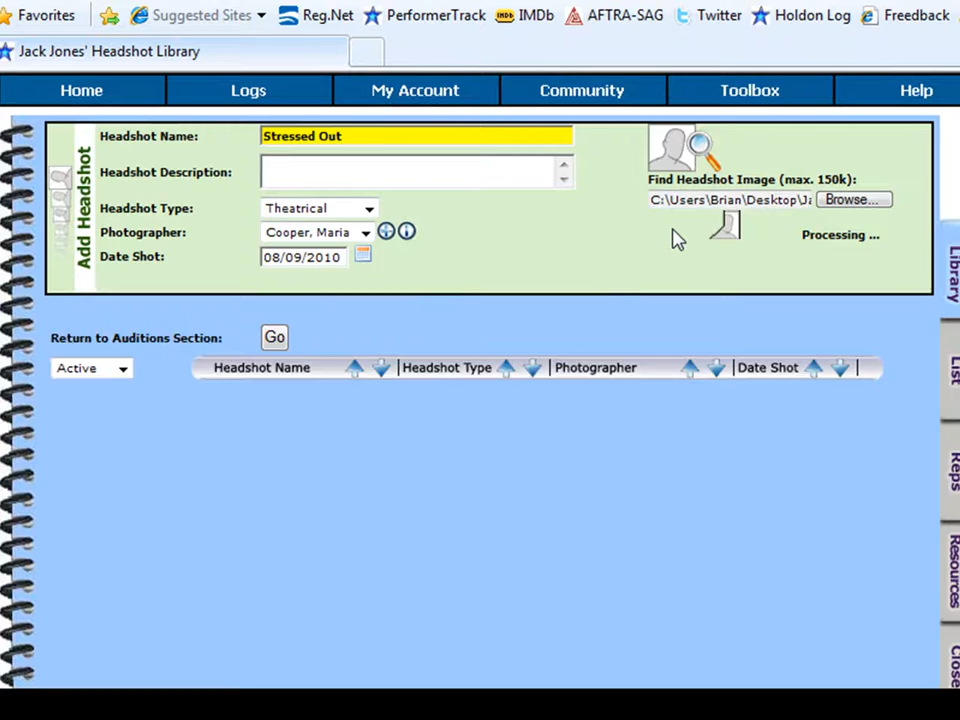 Favorites Suggested Sites Reg.Net PerformerTrack IMDb AFTRA-SAG Twitter Holdon Log Freedback
Jack Jones' Headshot Library
Home Logs My Account Community Toolbox Help
Add Headshot
Headshot Name: Stressed Out
Headshot Description:
Headshot Type: Theatrical
Photographer: Cooper, Maria
Date Shot: 08/09/2010
Find Headshot Image (max. 150k):
C:\Users\Brian\Desktop\Ja Browse...
Processing ...
Return to Auditions Section: Go
Active Headshot Name Headshot Type Photographer Date Shot
Library
List
Reps
Resources
Close